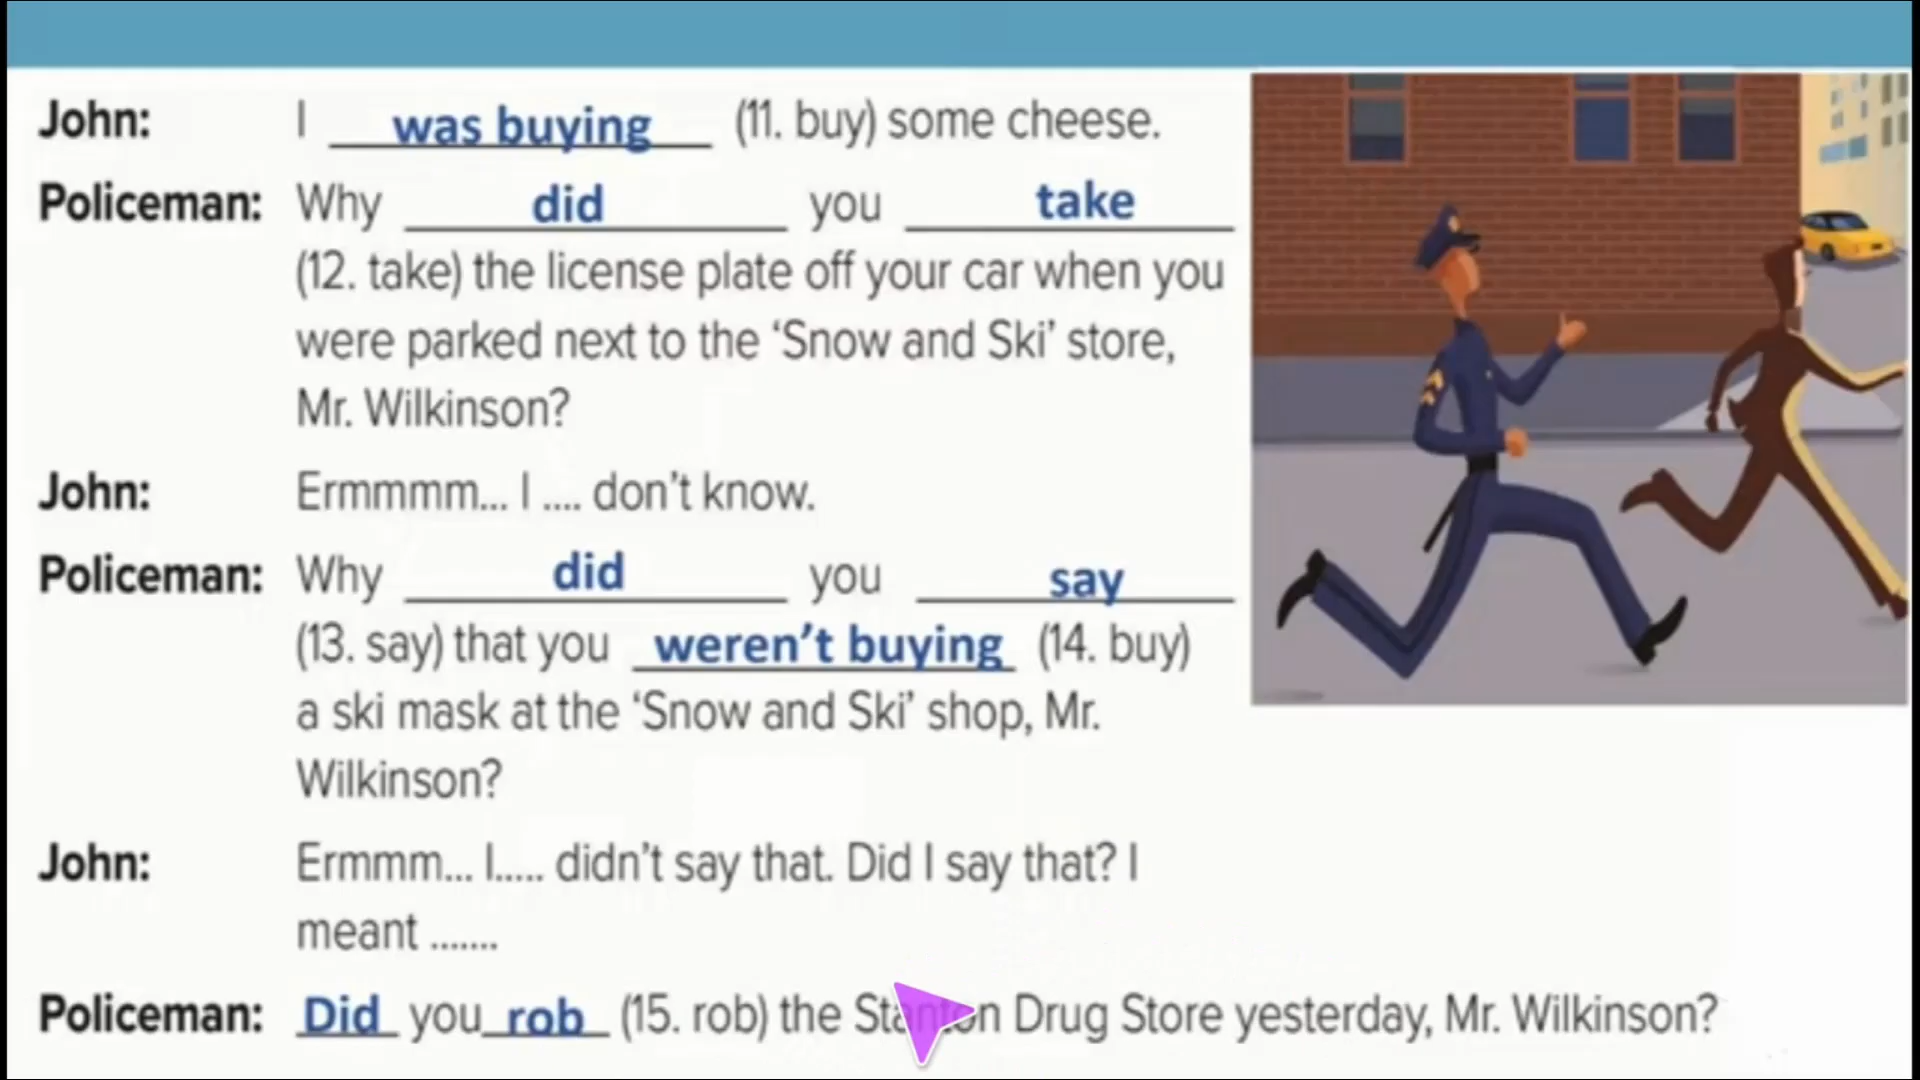 John: I was buying (11. buy) some cheese.
Policeman: Why did you take
(12. take) the license plate off your car when you
were parked next to the ‘Snow and Ski’ store,
Mr. Wilkinson?
John: Ermmmm... I .... don’t know.
Policeman: Why did you say
(13. say) that you weren’t buying (14. buy)
a ski mask at the ‘Snow and Ski’ shop, Mr.
Wilkinson?
John: Ermmm... I..... didn’t say that. Did I say that? I
meant .......
Policeman: Did you rob (15. rob) the Stanton Drug Store yesterday, Mr. Wilkinson?